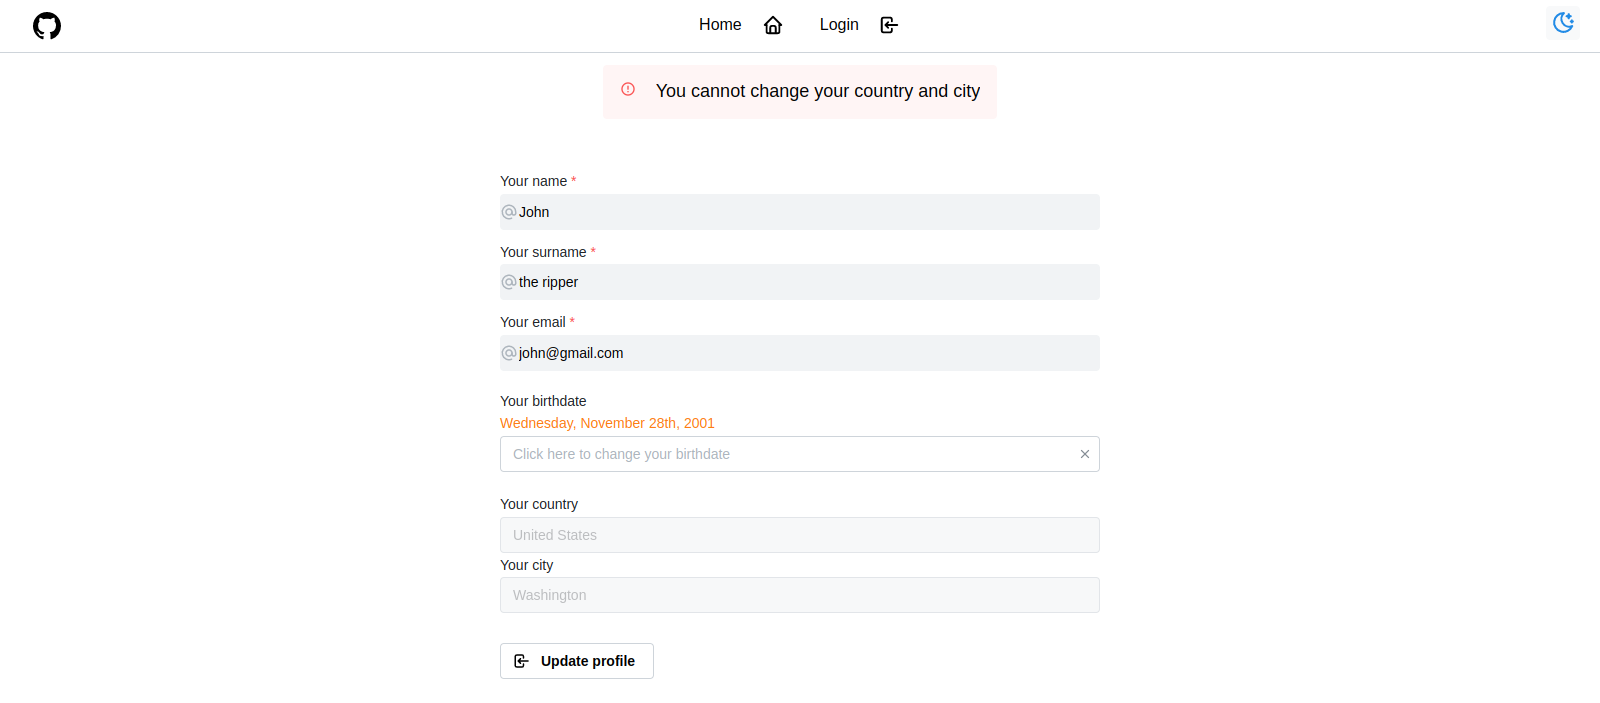 Home
Login
You cannot change your country and city
Your name *
John
Your surname *
the ripper
Your email *
john@gmail.com
Your birthdate
Wednesday, November 28th, 2001
Click here to change your birthdate
Your country
United States
Your city
Washington
Update profile